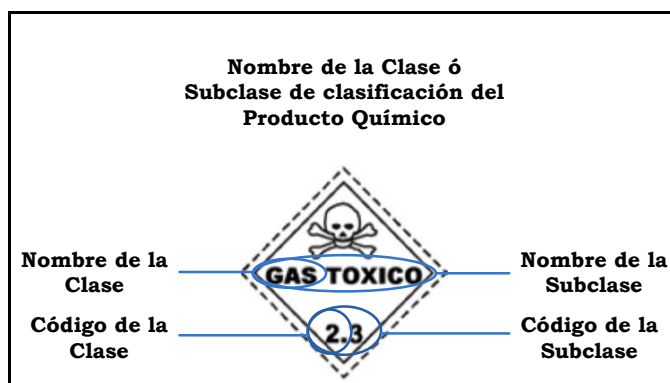 Nombre de la Clase ó
Subclase de clasificación del
Producto Químico
Nombre de la
Clase
GAS TOXICO
Nombre de la
Subclase
Código de la
Clase
2.3
Código de la
Subclase